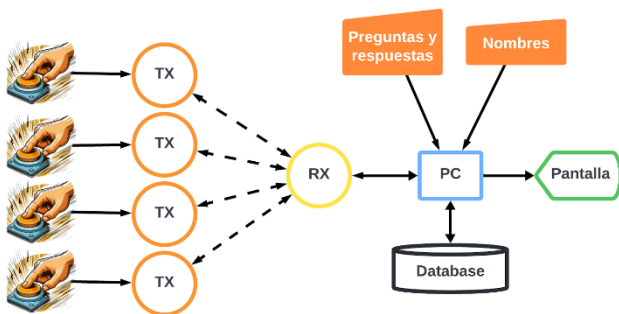 Preguntas y
respuestas
Nombres
TX
TX
TX
TX
RX
PC
Pantalla
Database